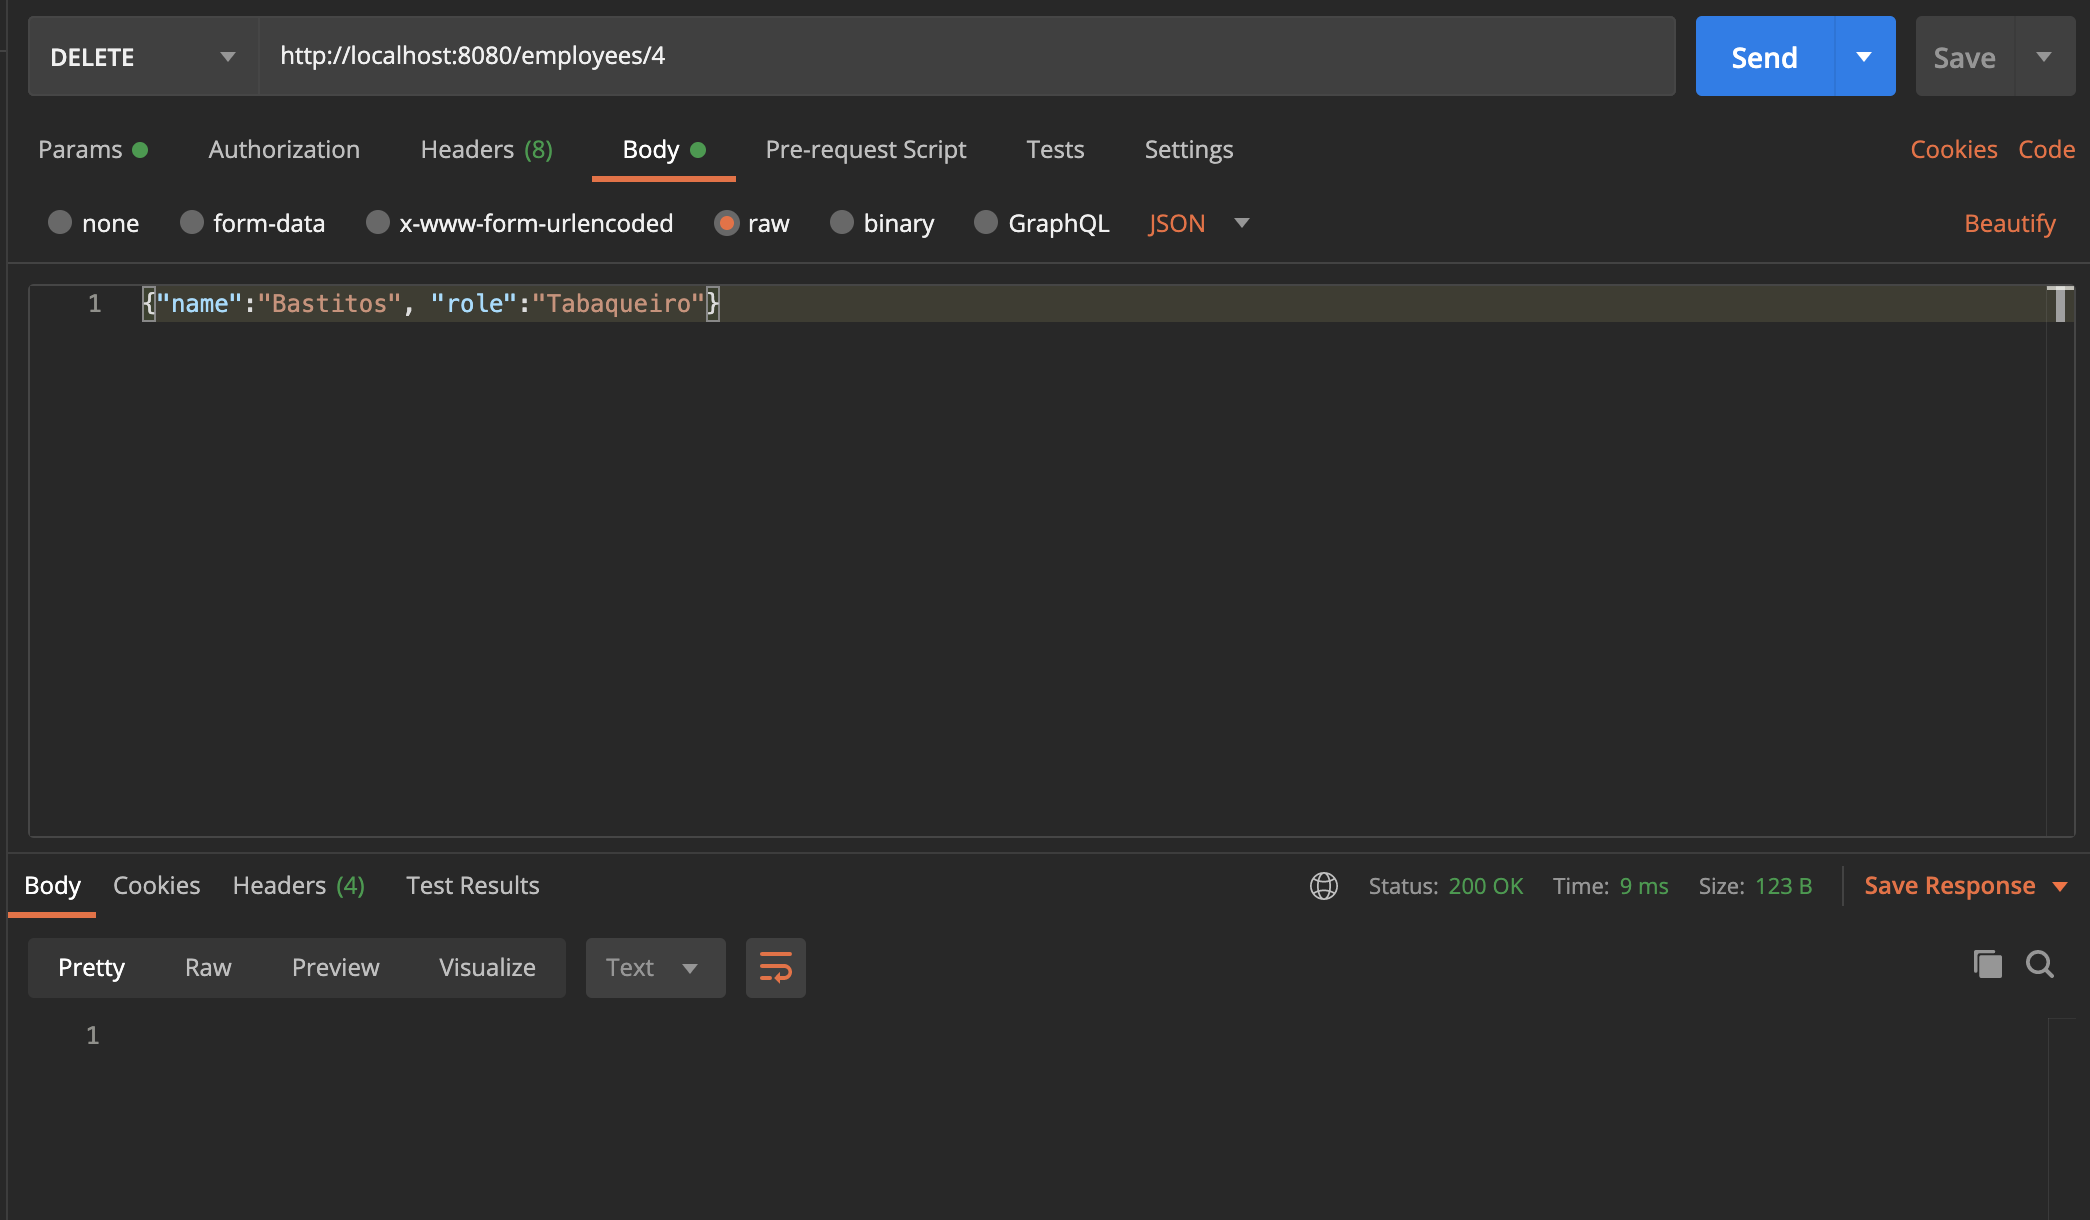 DELETE http://localhost:8080/employees/4 Send Save
Params Authorization Headers (8) Body Pre-request Script Tests Settings Cookies Code
none form-data x-www-form-urlencoded raw binary GraphQL JSON Beautify
1 {"name":"Bastitos", "role":"Tabaqueiro"}
Body Cookies Headers (4) Test Results Status: 200 OK Time: 9 ms Size: 123 B Save Response
Pretty Raw Preview Visualize Text
1